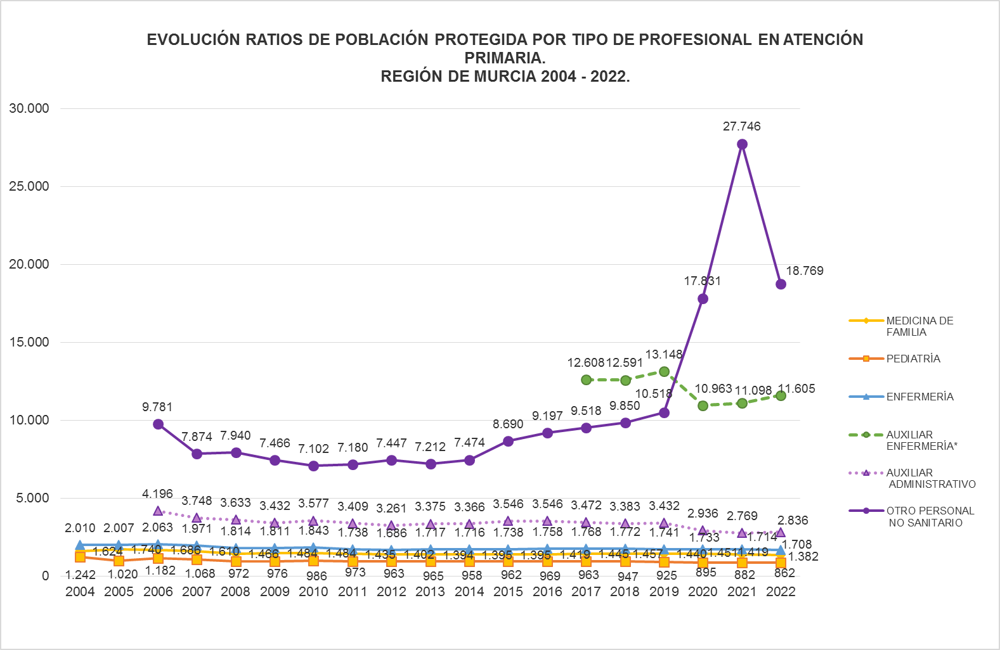 EVOLUCIÓN RATIOS DE POBLACIÓN PROTEGIDA POR TIPO DE PROFESIONAL EN ATENCIÓN
PRIMARIA.
REGIÓN DE MURCIA 2004 - 2022.
30.000
25.000
20.000
15.000
10.000
5.000
0
27.746
18.769
17.831
12.608 12.591 13.148 10.963 11.098 11.605
9.781 7.874 7.940 7.466 7.102 7.180 7.447 7.212 7.474 8.690 9.197 9.518 9.850 10.518
4.196 3.748 3.633 3.432 3.577 3.409 3.261 3.375 3.366 3.546 3.546 3.472 3.383 3.432 2.936 2.769 2.836
2.010 2.007 2.063 1.971 1.814 1.811 1.843 1.738 1.686 1.717 1.716 1.738 1.758 1.768 1.772 1.741 1.733 1.714 1.708
1.624 1.740 1.686 1.610 1.466 1.484 1.484 1.435 1.402 1.394 1.395 1.395 1.419 1.445 1.457 1.440 1.451 1.419 1.382
1.242 1.020 1.182 1.068 972 976 986 973 963 965 958 962 969 963 947 925 895 882 862
2004 2005 2006 2007 2008 2009 2010 2011 2012 2013 2014 2015 2016 2017 2018 2019 2020 2021 2022
MEDICINA DE
FAMILIA
PEDIATRÍA
ENFERMERÍA
AUXILIAR
ENFERMERÍA*
AUXILIAR
ADMINISTRATIVO
OTRO PERSONAL
NO SANITARIO